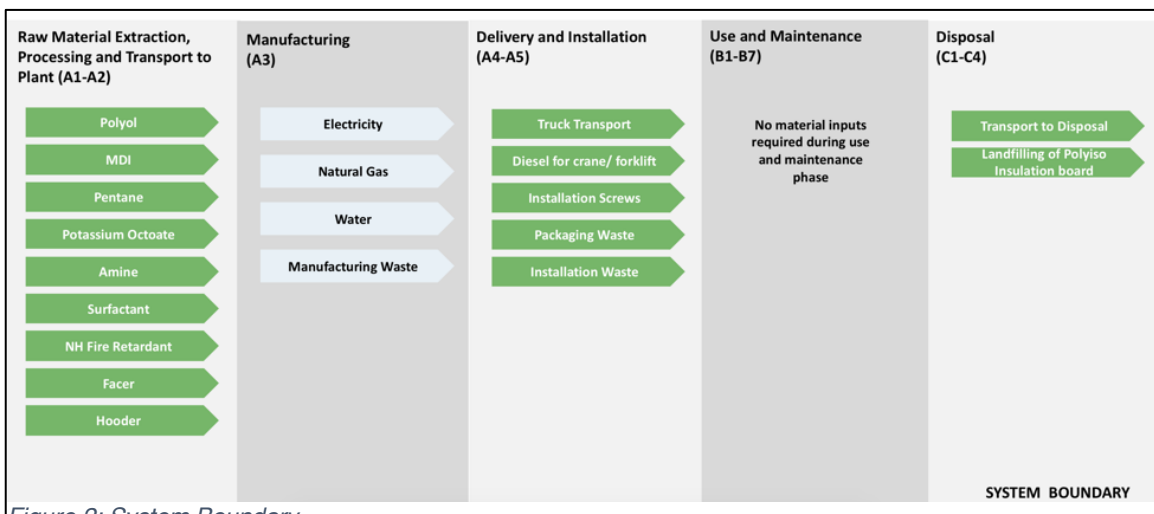 Raw Material Extraction,
Processing and Transport to
Plant (A1-A2)
Polyol
MDI
Pentane
Potassium Octoate
Amine
Surfactant
NH Fire Retardant
Facer
Hooder
Manufacturing
(A3)
Electricity
Natural Gas
Water
Manufacturing Waste
Delivery and Installation
(A4-A5)
Truck Transport
Diesel for crane/ forklift
Installation Screws
Packaging Waste
Installation Waste
Use and Maintenance
(B1-B7)
No material inputs
required during use
and maintenance
phase
Disposal
(C1-C4)
Transport to Disposal
Landfilling of Polyiso
Insulation board
SYSTEM BOUNDARY
System Boundary